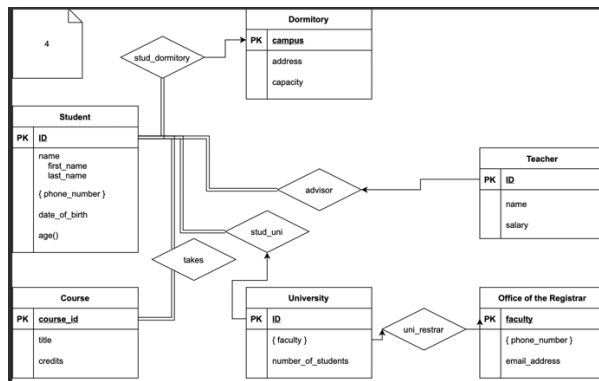 4
Dormitory
PK campus
address
capacity
stud_dormitory
Student
PK ID
name
first_name
last_name
{ phone_number }
date_of_birth
age()
advisor
Teacher
PK ID
name
salary
stud_uni
takes
Course
PK course_id
title
credits
University
PK ID
{ faculty }
number_of_students
uni_restrar
Office of the Registrar
PK faculty
{ phone_number }
email_address